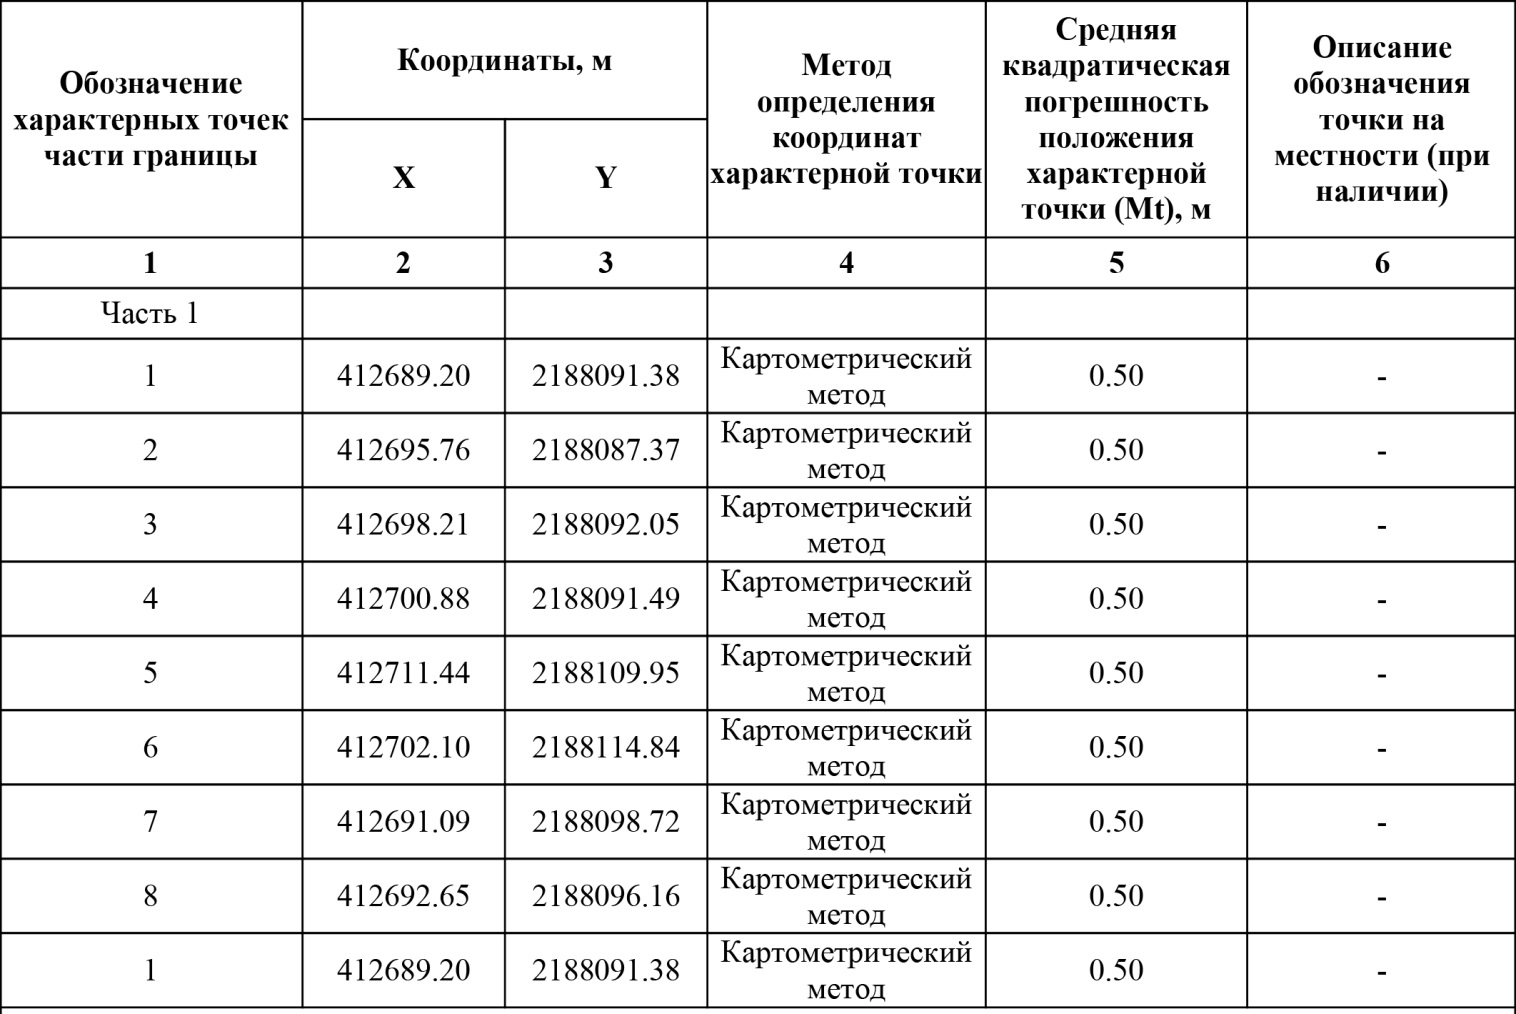 Обозначение
характерных точек
части границы
Координаты, м
X
Y
Метод
определения
координат
характерной точки
Средняя
квадратическая
погрешность
положения
характерной
точки (Mt), м
Описание
обозначения
точки на
местности (при
наличии)
1 2 3 4 5 6
Часть 1
1 412689.20 2188091.38 Картометрический
метод 0.50 -
2 412695.76 2188087.37 Картометрический
метод 0.50 -
3 412698.21 2188092.05 Картометрический
метод 0.50 -
4 412700.88 2188091.49 Картометрический
метод 0.50 -
5 412711.44 2188109.95 Картометрический
метод 0.50 -
6 412702.10 2188114.84 Картометрический
метод 0.50 -
7 412691.09 2188098.72 Картометрический
метод 0.50 -
8 412692.65 2188096.16 Картометрический
метод 0.50 -
1 412689.20 2188091.38 Картометрический
метод 0.50 -